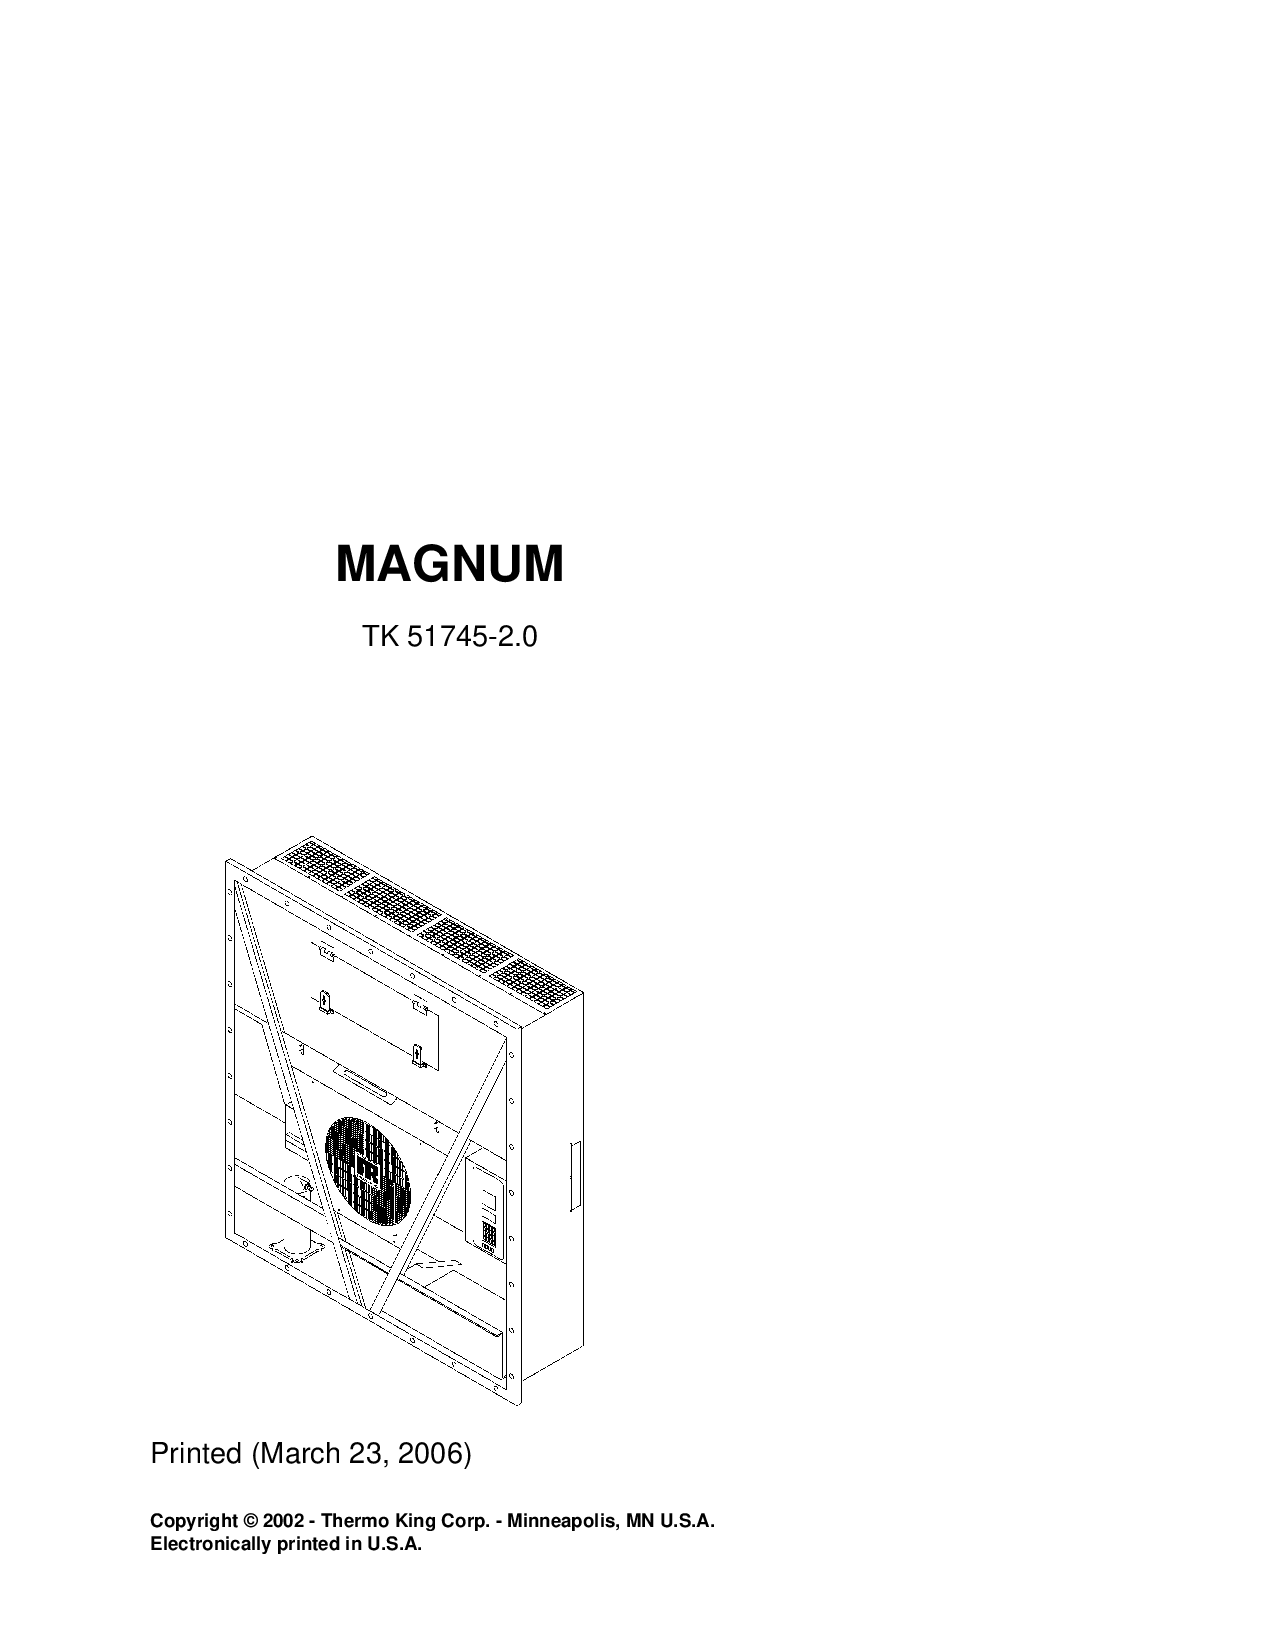 MAGNUM
TK 51745-2.0
Printed (March 23, 2006)
Copyright © 2002 - Thermo King Corp. - Minneapolis, MN U.S.A.
Electronically printed in U.S.A.